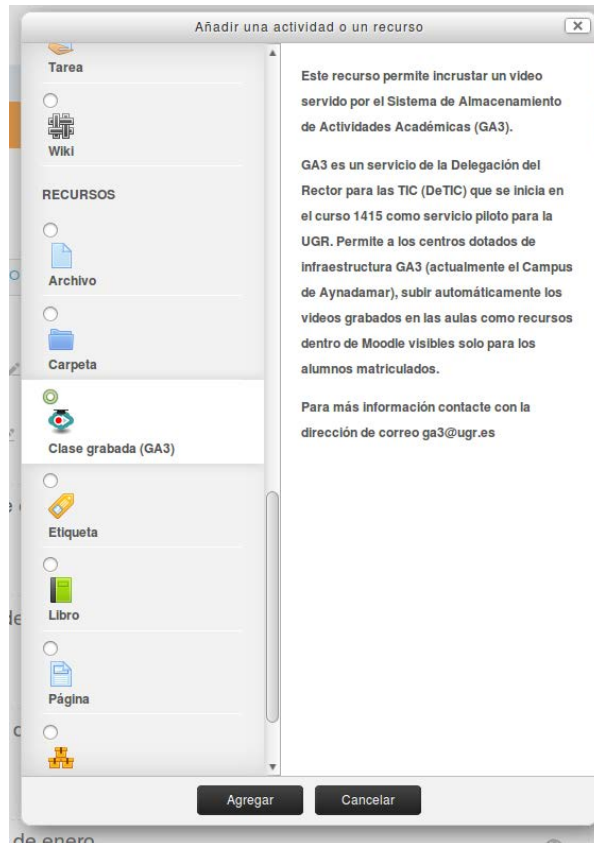 Añadir una actividad o un recurso
Tarea
Wiki
RECURSOS
Archivo
Carpeta
Clase grabada (GA3)
Etiqueta
Libro
Página
Este recurso permite incrustar un video
servido por el Sistema de Almacenamiento
de Actividades Académicas (GA3).
GA3 es un servicio de la Delegación del
Rector para las TIC (DeTIC) que se inicia en
el curso 1415 como servicio piloto para la
UGR. Permite a los centros dotados de
infraestructura GA3 (actualmente el Campus
de Aynadamar), subir automáticamente los
videos grabados en las aulas como recursos
dentro de Moodle visibles solo para los
alumnos matriculados.
Para más información contacte con la
dirección de correo ga3@ugr.es
Agregar
Cancelar
de enero